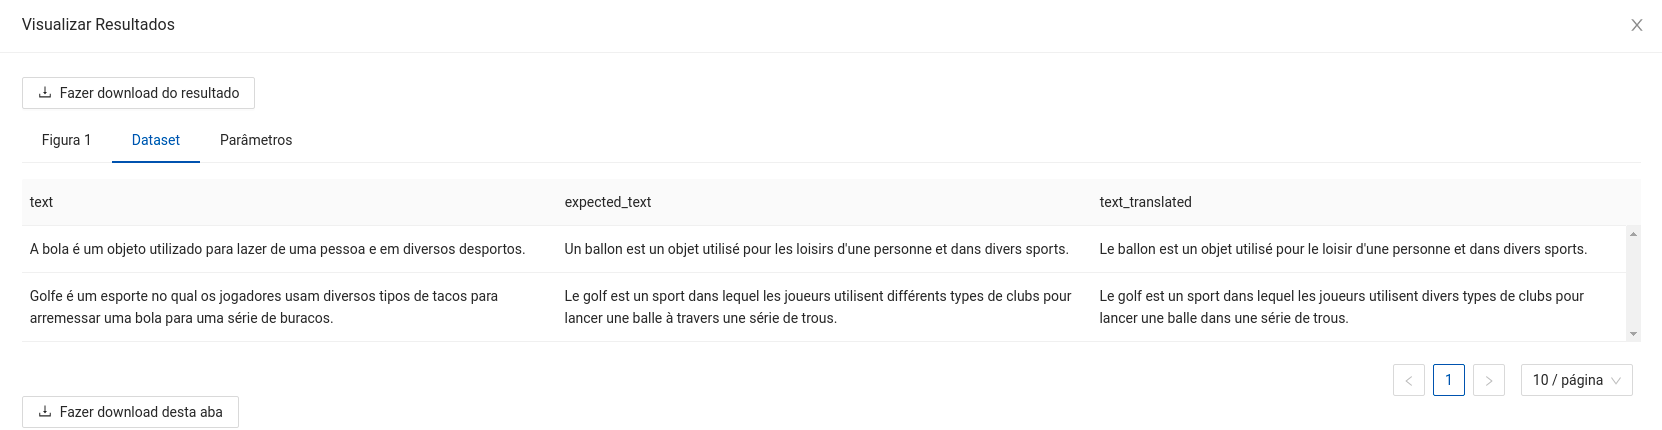 Visualizar Resultados
Fazer download do resultado
Figura 1 Dataset Parâmetros
text expected_text text_translated
A bola é um objeto utilizado para lazer de uma pessoa e em diversos desportos.
Un ballon est un objet utilisé pour les loisirs d'une personne et dans divers sports.
Le ballon est un objet utilisé pour le loisir d'une personne et dans divers sports.
Golfe é um esporte no qual os jogadores usam diversos tipos de tacos para
arremessar uma bola para uma série de buracos.
Le golf est un sport dans lequel les joueurs utilisent différents types de clubs pour
lancer une balle à travers une série de trous.
Le golf est un sport dans lequel les joueurs utilisent divers types de clubs pour
lancer une balle dans une série de trous.
1 10 / página
Fazer download desta aba